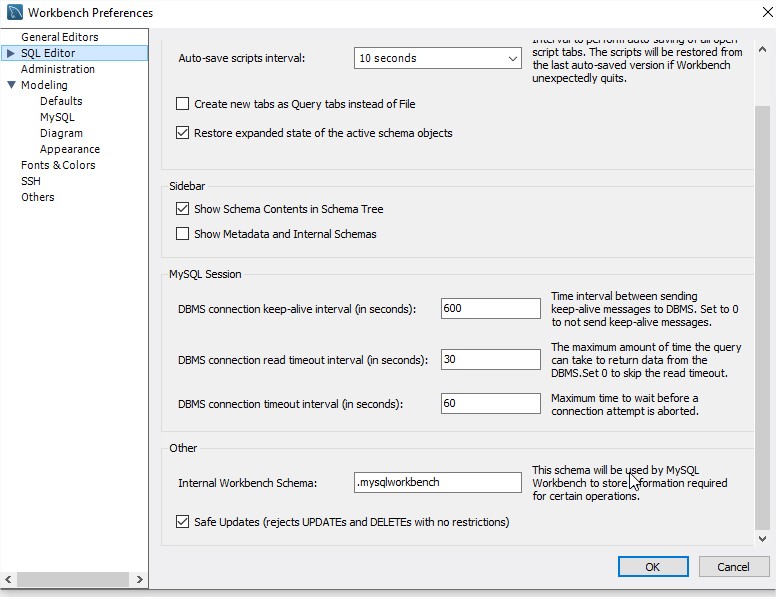 Workbench Preferences
General Editors
SQL Editor
Administration
Modeling
Defaults
MySQL
Diagram
Appearance
Fonts & Colors
SSH
Others
Auto-save scripts interval:
10 seconds
Interval to perform auto-saving of all open
script tabs. The scripts will be restored from
the last auto-saved version if Workbench
unexpectedly quits.
Create new tabs as Query tabs instead of File
Restore expanded state of the active schema objects
Sidebar
Show Schema Contents in Schema Tree
Show Metadata and Internal Schemas
MySQL Session
DBMS connection keep-alive interval (in seconds):
600
Time interval between sending
keep-alive messages to DBMS. Set to 0
to not send keep-alive messages.
DBMS connection read timeout interval (in seconds):
30
The maximum amount of time the query
can take to return data from the
DBMS.Set 0 to skip the read timeout.
DBMS connection timeout interval (in seconds):
60
Maximum time to wait before a
connection attempt is aborted.
Other
Internal Workbench Schema:
.mysqlworkbench
This schema will be used by MySQL
Workbench to store information required
for certain operations.
Safe Updates (rejects UPDATEs and DELETEs with no restrictions)
OK
Cancel